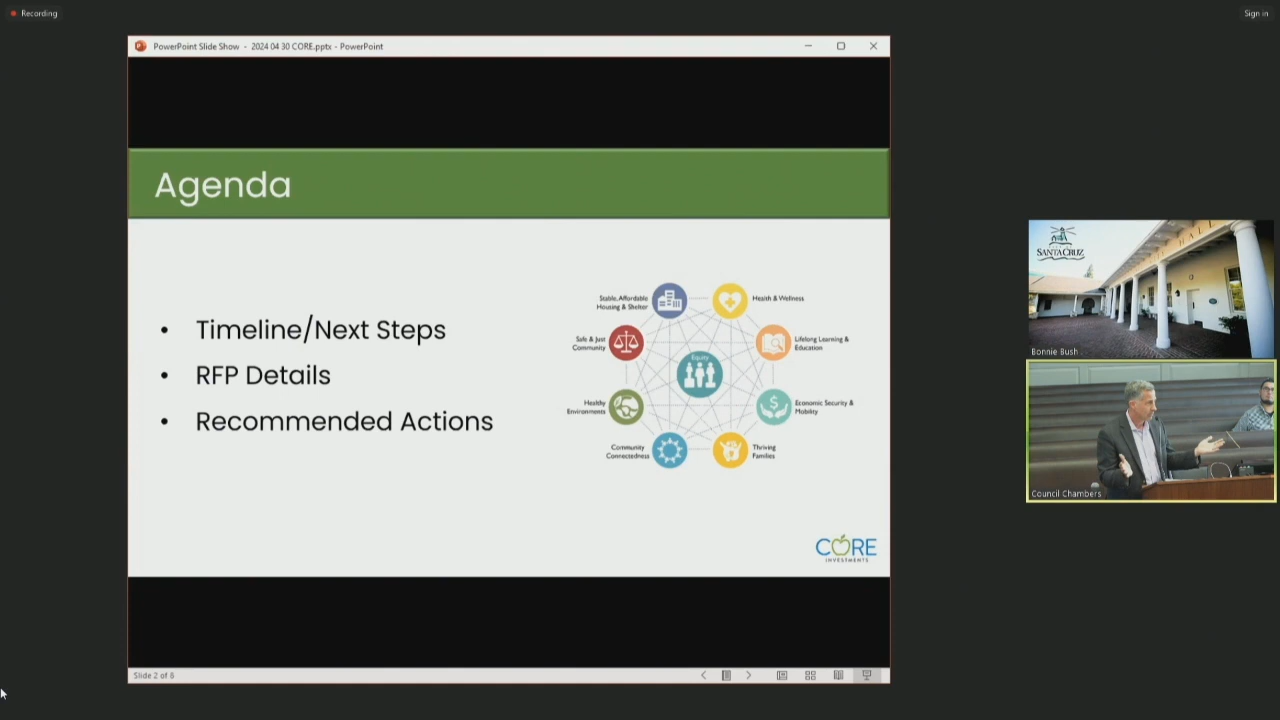 Recording
Sign in
PowerPoint Slide Show - 2024 04 30 CORE.pptx - PowerPoint
Agenda
• Timeline/Next Steps
• RFP Details
• Recommended Actions
Stable, Affordable
Housing & Shelter
Health & Wellness
Safe & Just
Community
Lifelong Learning &
Education
Equity
Healthy
Environments
Economic Security &
Mobility
Community
Connectedness
Thriving
Families
CORE
INVESTMENTS
Slide 2 of 8
SANTA CRUZ
HALL
Bonnie Bush
Council Chambers